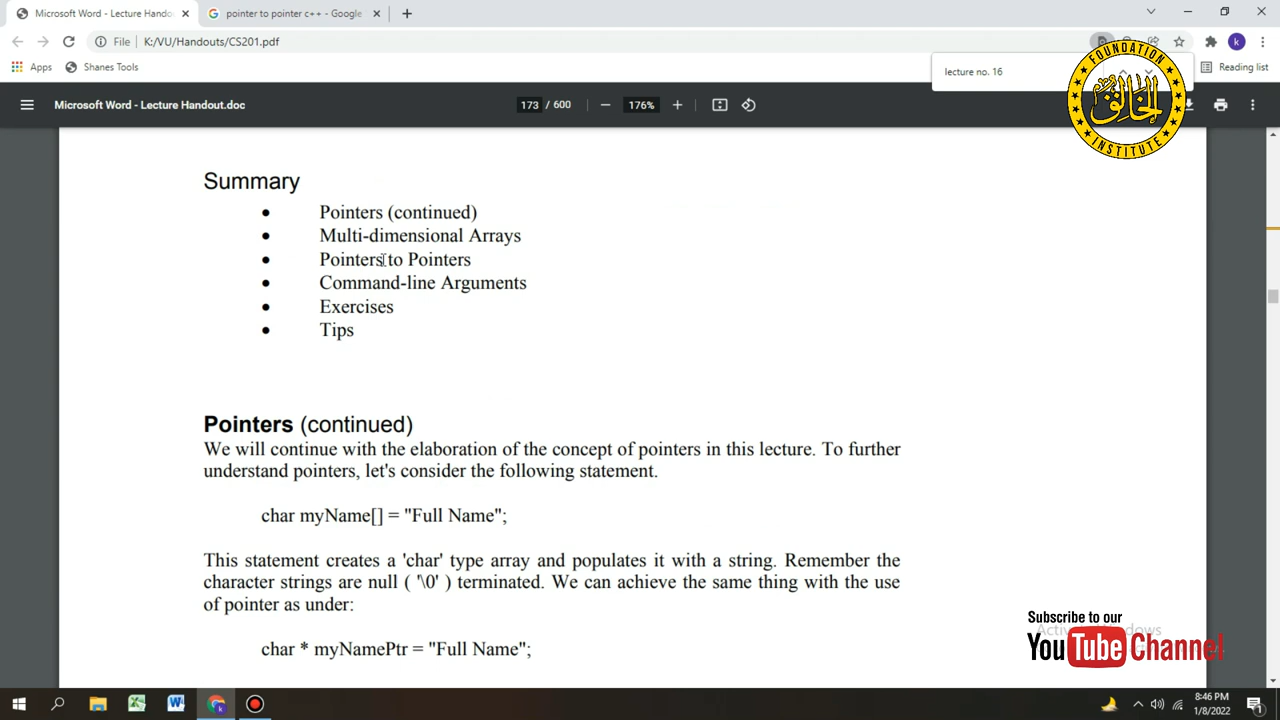 Microsoft Word - Lecture Hando
pointer to pointer c++ - Google
File
K:/VU/Handouts/CS201.pdf
k
Apps
Shanes Tools
lecture no. 16
Reading list
Microsoft Word - Lecture Handout.doc
173 / 600
176%
FOUNDATION
الخالق
INSTITUTE
Summary
• Pointers (continued)
• Multi-dimensional Arrays
• Pointers to Pointers
• Command-line Arguments
• Exercises
• Tips
Pointers (continued)
We will continue with the elaboration of the concept of pointers in this lecture. To further
understand pointers, let's consider the following statement.
char myName[] = "Full Name";
This statement creates a 'char' type array and populates it with a string. Remember the
character strings are null ( '\0' ) terminated. We can achieve the same thing with the use
of pointer as under:
char * myNamePtr = "Full Name";
Subscribe to our
YouTube Channel
8:46 PM
1/8/2022
1